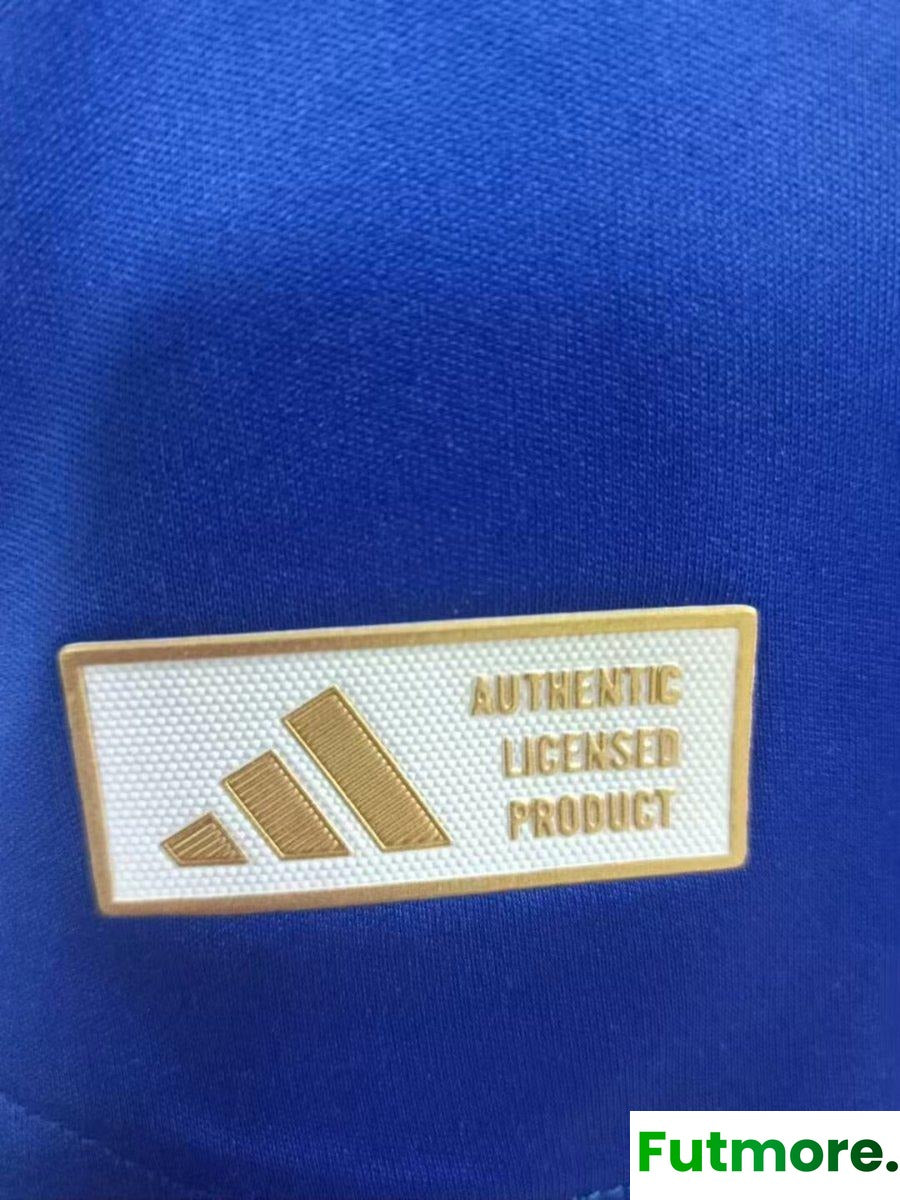 AUTHENTIC
LICENSED
PRODUCT
Futmore.